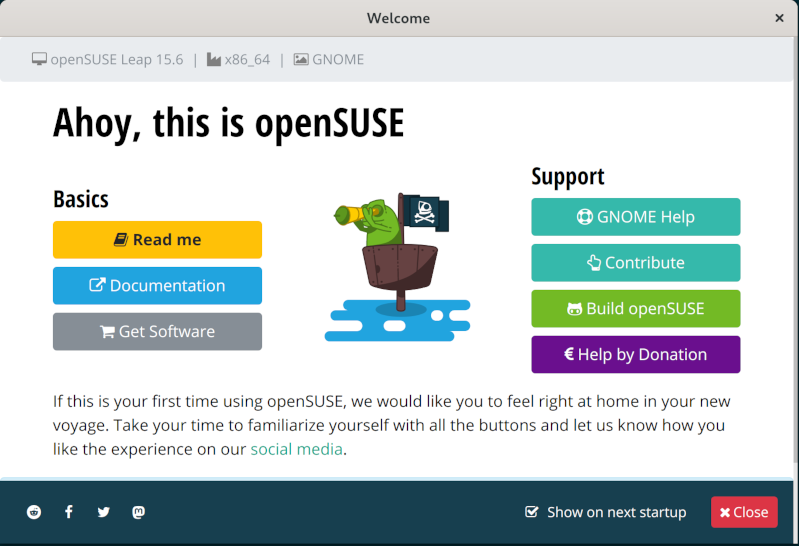 Welcome
openSUSE Leap 15.6 | x86_64 | GNOME
Ahoy, this is openSUSE
Basics
Read me
Documentation
Get Software
Support
GNOME Help
Contribute
Build openSUSE
€ Help by Donation
If this is your first time using openSUSE, we would like you to feel right at home in your new
voyage. Take your time to familiarize yourself with all the buttons and let us know how you
like the experience on our social media.
Show on next startup
Close